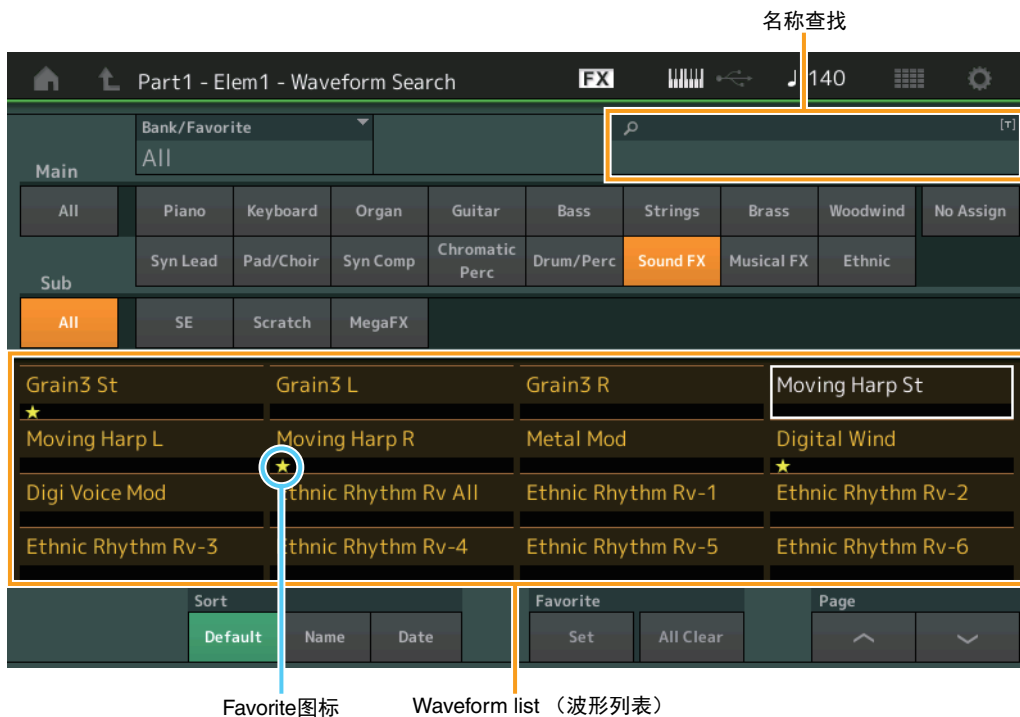 名称查找
Part1 - Elem1 - Waveform Search FX ♩ 140
Bank/Favorite [T]
All
Main
All Piano Keyboard Organ Guitar Bass Strings Brass Woodwind No Assign
Syn Lead Pad/Choir Syn Comp Chromatic Perc Drum/Perc Sound FX Musical FX Ethnic
Sub
All SE Scratch MegaFX
Grain3 St Grain3 L Grain3 R Moving Harp St
Moving Harp L Moving Harp R Metal Mod Digital Wind
Digi Voice Mod Ethnic Rhythm Rv All Ethnic Rhythm Rv-1 Ethnic Rhythm Rv-2
Ethnic Rhythm Rv-3 Ethnic Rhythm Rv-4 Ethnic Rhythm Rv-5 Ethnic Rhythm Rv-6
Sort Favorite Page
Default Name Date Set All Clear
Favorite图标 Waveform list （波形列表）